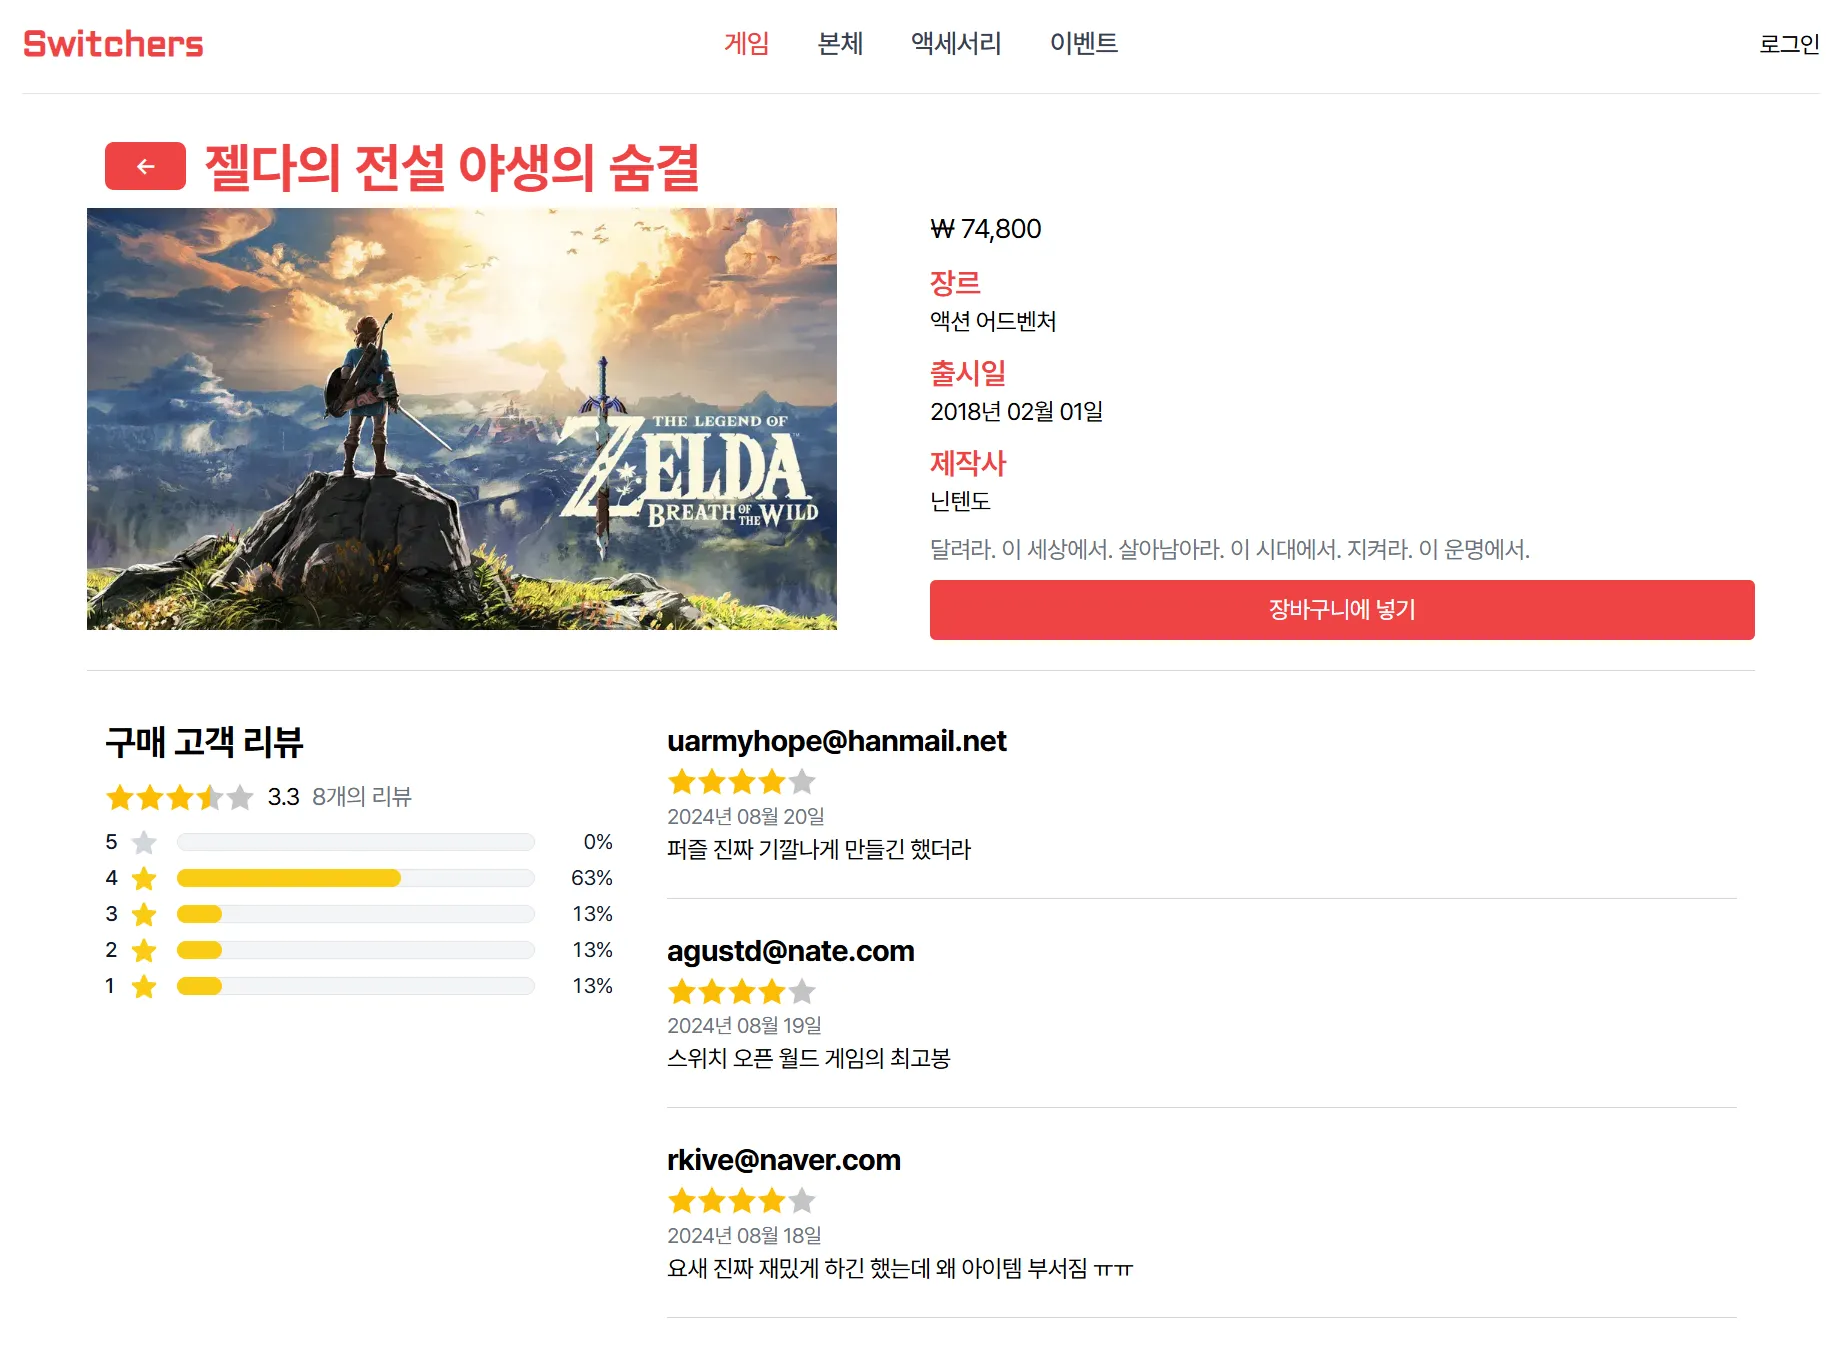 Switchers
게임 본체 액세서리 이벤트
로그인
← 젤다의 전설 야생의 숨결
THE LEGEND OF
ZELDA
BREATH OF THE WILD
₩ 74,800
장르
액션 어드벤처
출시일
2018년 02월 01일
제작사
닌텐도
달려라. 이 세상에서. 살아남아라. 이 시대에서. 지켜라. 이 운명에서.
장바구니에 넣기
구매 고객 리뷰
3.3 8개의 리뷰
5 0%
4 63%
3 13%
2 13%
1 13%
uarmyhope@hanmail.net
2024년 08월 20일
퍼즐 진짜 기깔나게 만들긴 했더라
agustd@nate.com
2024년 08월 19일
스위치 오픈 월드 게임의 최고봉
rkive@naver.com
2024년 08월 18일
요새 진짜 재밌게 하긴 했는데 왜 아이템 부서짐 ㅠㅠ